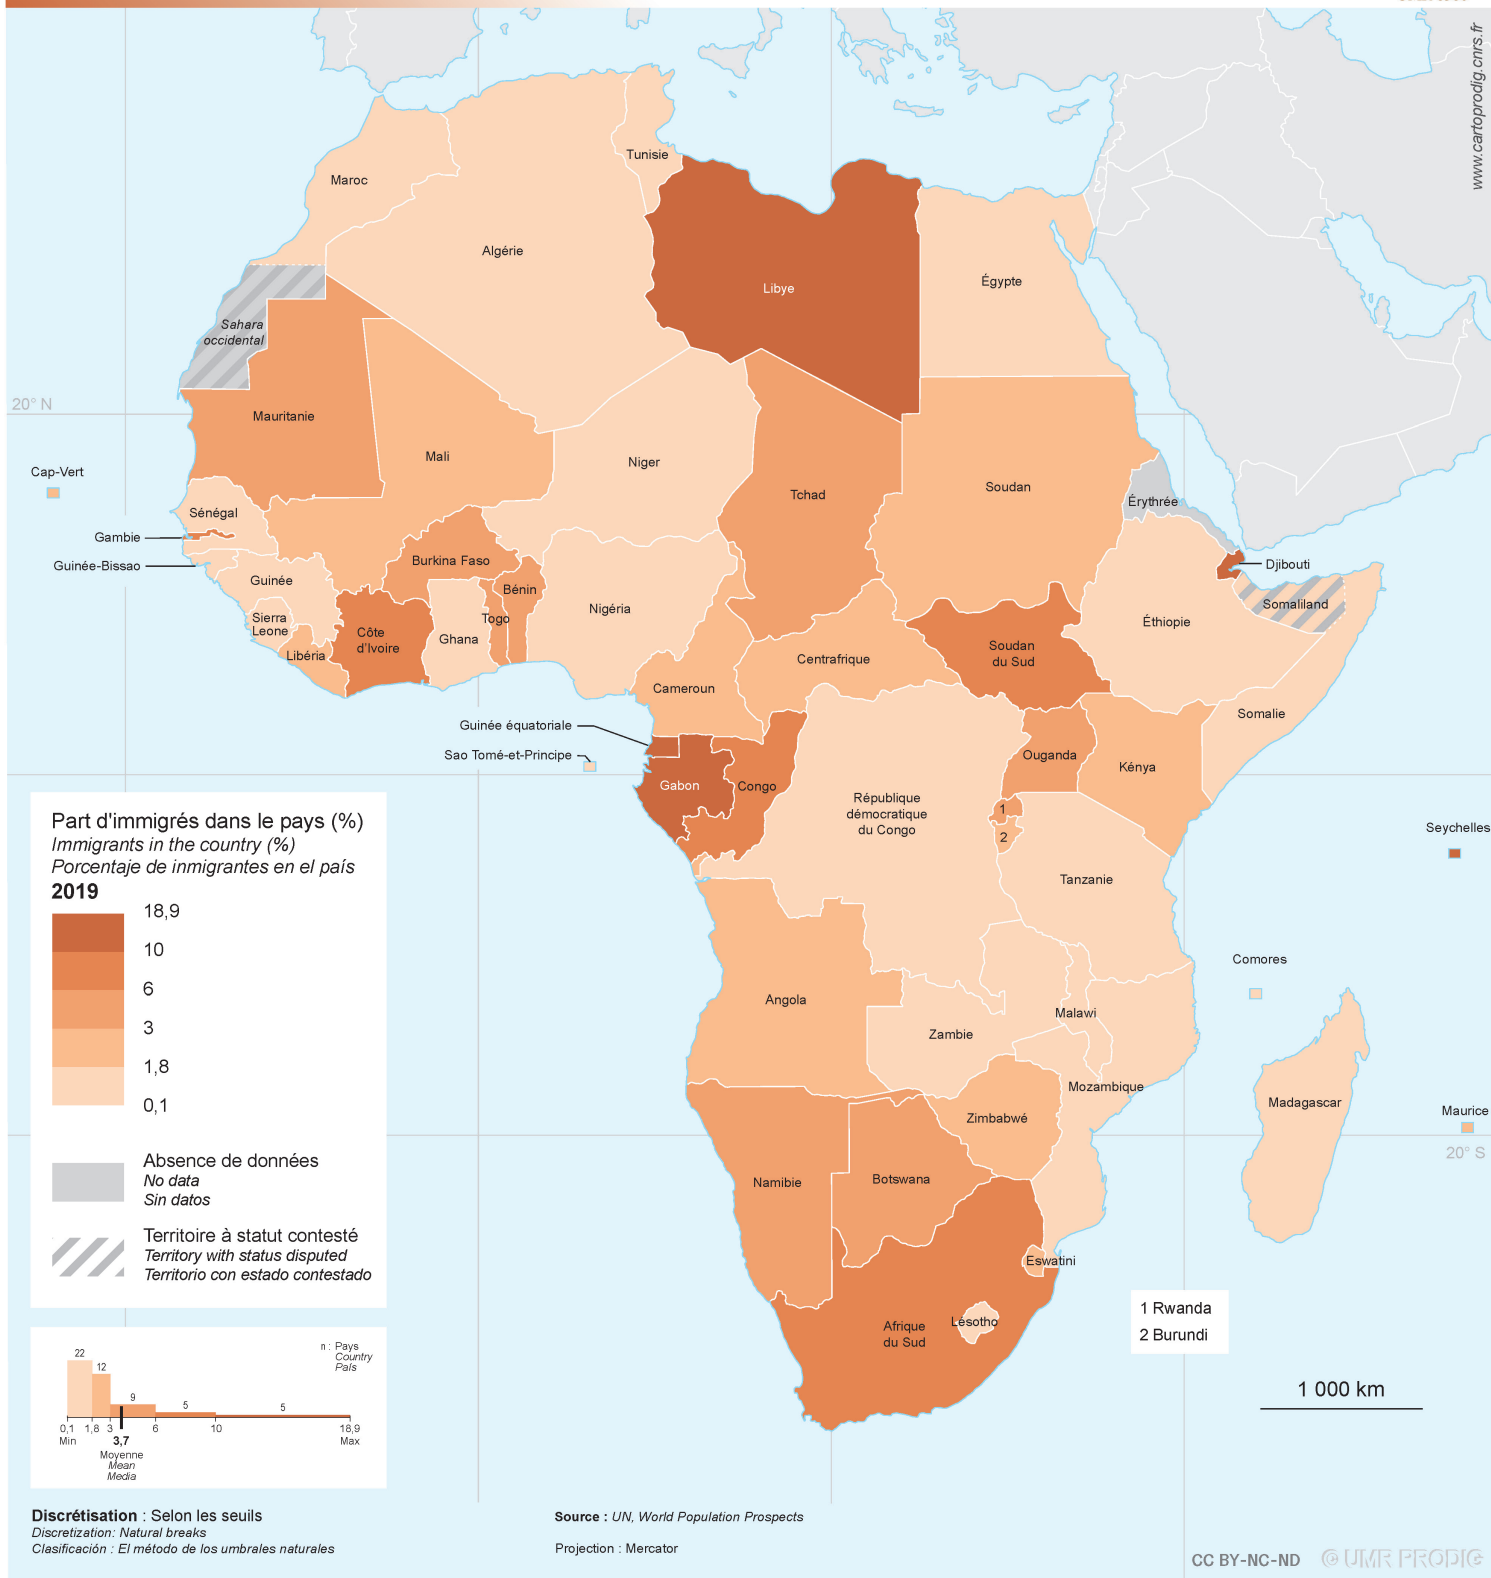 www.cartoprodig.cnrs.fr
Tunisie
Maroc
Algérie
Libye
Égypte
Sahara
occidental
20° N
Mauritanie
Mali
Niger
Tchad
Soudan
Érythrée
Cap-Vert
Sénégal
Gambie
Guinée-Bissao
Guinée
Burkina Faso
Bénin
Togo
Sierra
Leone
Libéria
Côte
d'Ivoire
Ghana
Nigéria
Djibouti
Somaliland
Éthiopie
Soudan
du Sud
Centrafrique
Cameroun
Somalie
Guinée équatoriale
Sao Tomé-et-Principe
Gabon
Congo
Ouganda
Kénya
République
démocratique
du Congo
1
2
Seychelles
Tanzanie
Comores
Angola
Malawi
Zambie
Mozambique
Madagascar
Maurice
20° S
Zimbabwé
Namibie
Botswana
Eswatini
Lésotho
Afrique
du Sud
1 Rwanda
2 Burundi
1 000 km
Part d'immigrés dans le pays (%)
Immigrants in the country (%)
Porcentaje de inmigrantes en el país
2019
18,9
10
6
3
1,8
0,1
Absence de données
No data
Sin datos
Territoire à statut contesté
Territory with status disputed
Territorio con estado contestado
n : Pays
Country
País
22
12
9
5
5
0,1 1,8 3 6 10 18,9
Min 3,7 Max
Moyenne
Mean
Media
Discrétisation : Selon les seuils
Discretization: Natural breaks
Clasificación : El método de los umbrales naturales
Source : UN, World Population Prospects
Projection : Mercator
CC BY-NC-ND © UMR PRODIG